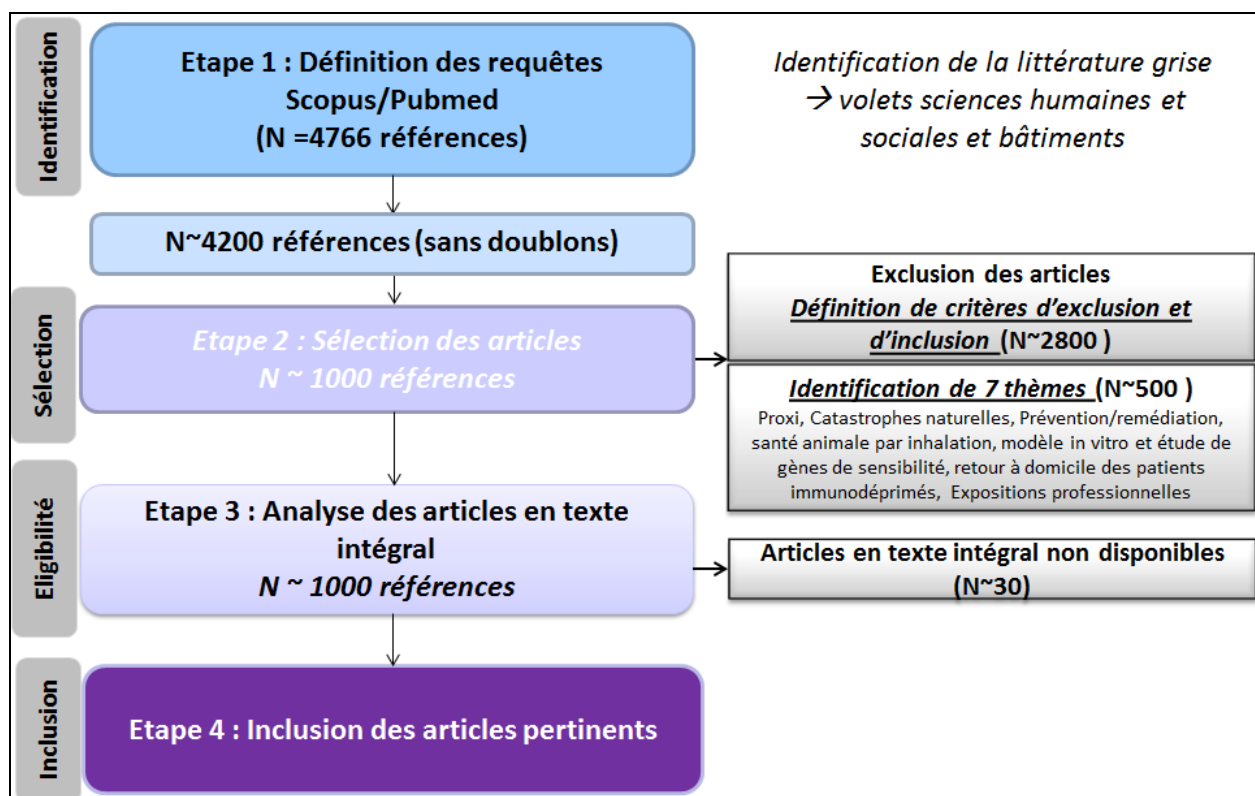 Identification
Etape 1 : Définition des requêtes
Scopus/Pubmed
(N =4766 références)
Identification de la littérature grise
→ volets sciences humaines et
sociales et bâtiments
N~4200 références (sans doublons)
Sélection
Etape 2 : Sélection des articles
N ~ 1000 références
Exclusion des articles
Définition de critères d'exclusion et
d'inclusion (N~2800 )
Identification de 7 thèmes (N~500 )
Proxi, Catastrophes naturelles, Prévention/remédiation,
santé animale par inhalation, modèle in vitro et étude de
gènes de sensibilité, retour à domicile des patients
immunodéprimés, Expositions professionnelles
Eligibilité
Etape 3 : Analyse des articles en texte
intégral
N ~ 1000 références
Articles en texte intégral non disponibles
(N~30)
Inclusion
Etape 4 : Inclusion des articles pertinents